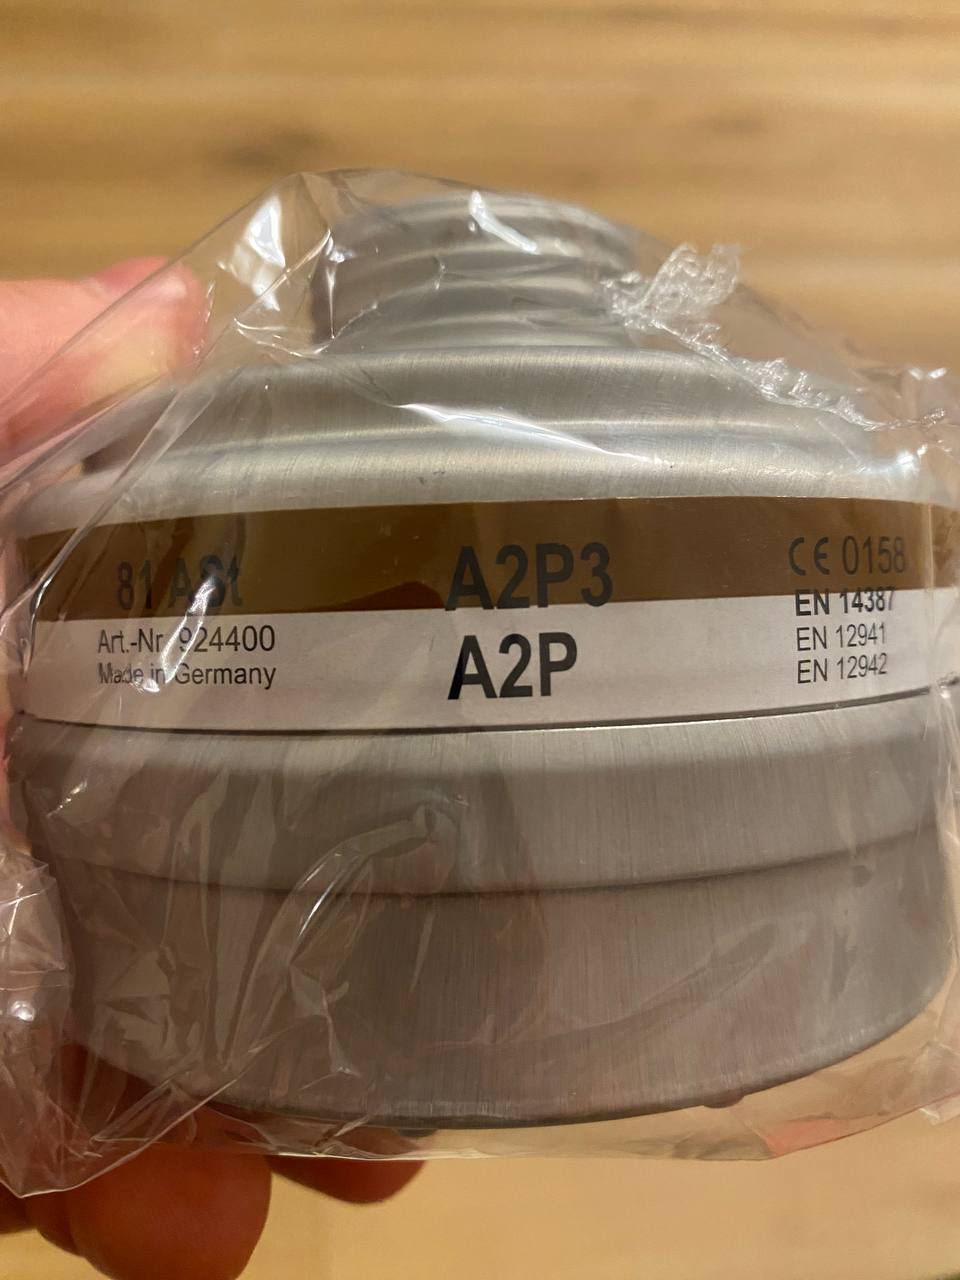 81 ASt
Art.-Nr. 924400
Made in Germany
A2P3
A2P
CE 0158
EN 14387
EN 12941
EN 12942